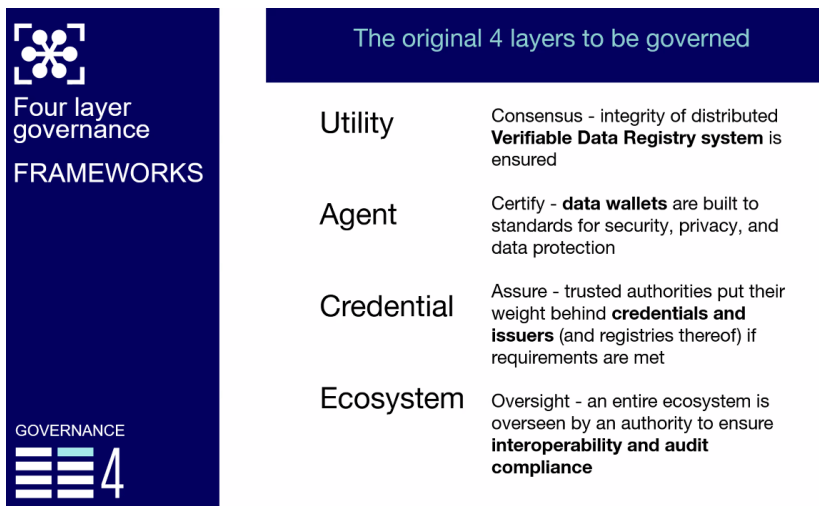 Four layer
governance
FRAMEWORKS
GOVERNANCE
4
The original 4 layers to be governed
Utility
Consensus - integrity of distributed
Verifiable Data Registry system is
ensured
Agent
Certify - data wallets are built to
standards for security, privacy, and
data protection
Credential
Assure - trusted authorities put their
weight behind credentials and
issuers (and registries thereof) if
requirements are met
Ecosystem
Oversight - an entire ecosystem is
overseen by an authority to ensure
interoperability and audit
compliance